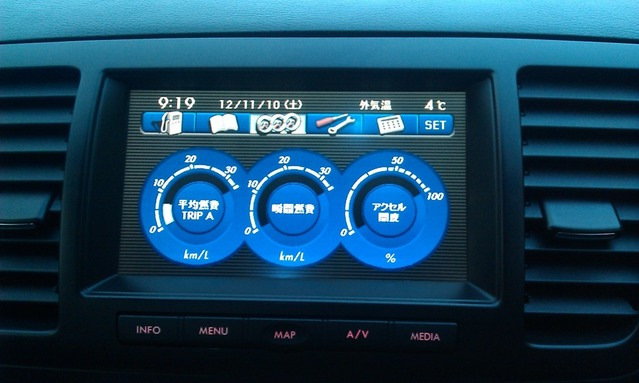 9:19 12/11/10(土) 外気温 4℃
SET
10 20 30 0 平均燃費 TRIP A km/L
10 20 30 0 瞬間燃費 km/L
50 100 0 アクセル 開度 %
INFO MENU MAP A/V MEDIA